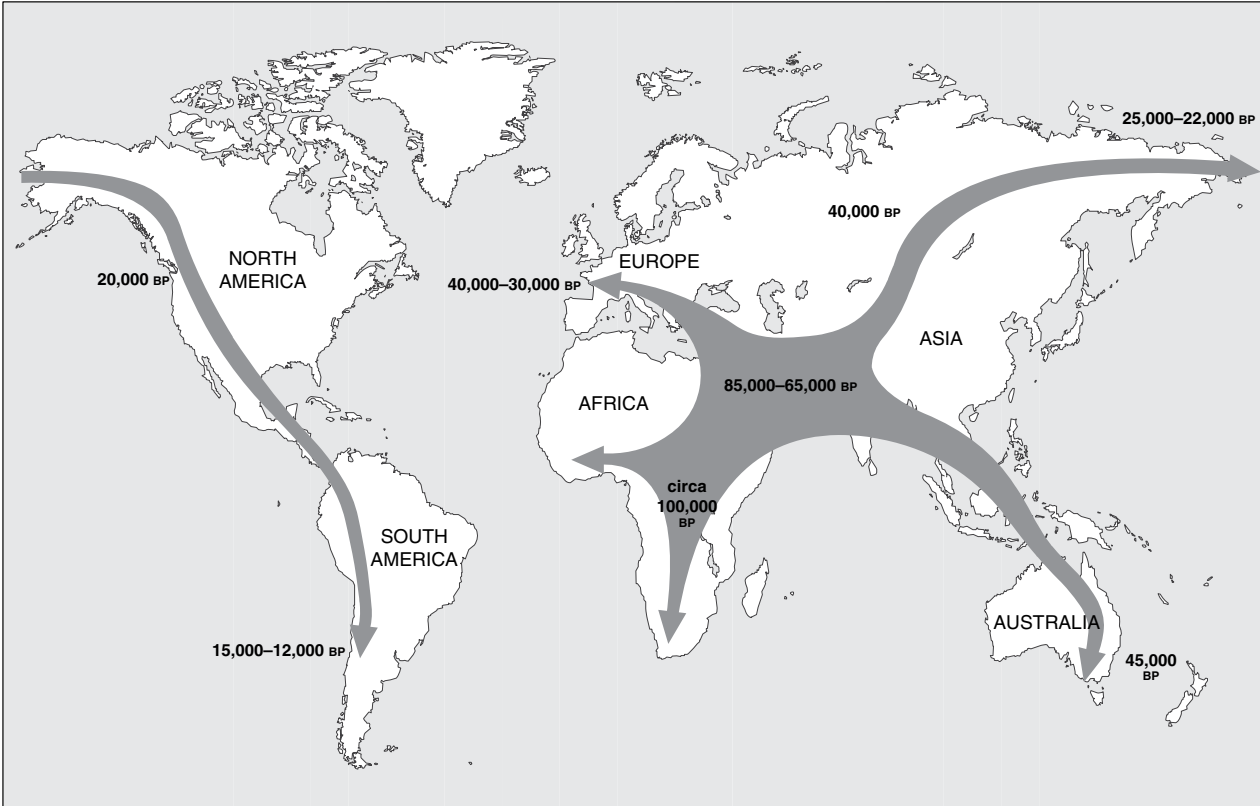 25,000–22,000 BP
40,000 BP
NORTH
AMERICA
EUROPE
20,000 BP
40,000–30,000 BP
ASIA
85,000–65,000 BP
AFRICA
circa
100,000
BP
SOUTH
AMERICA
AUSTRALIA
15,000–12,000 BP
45,000
BP